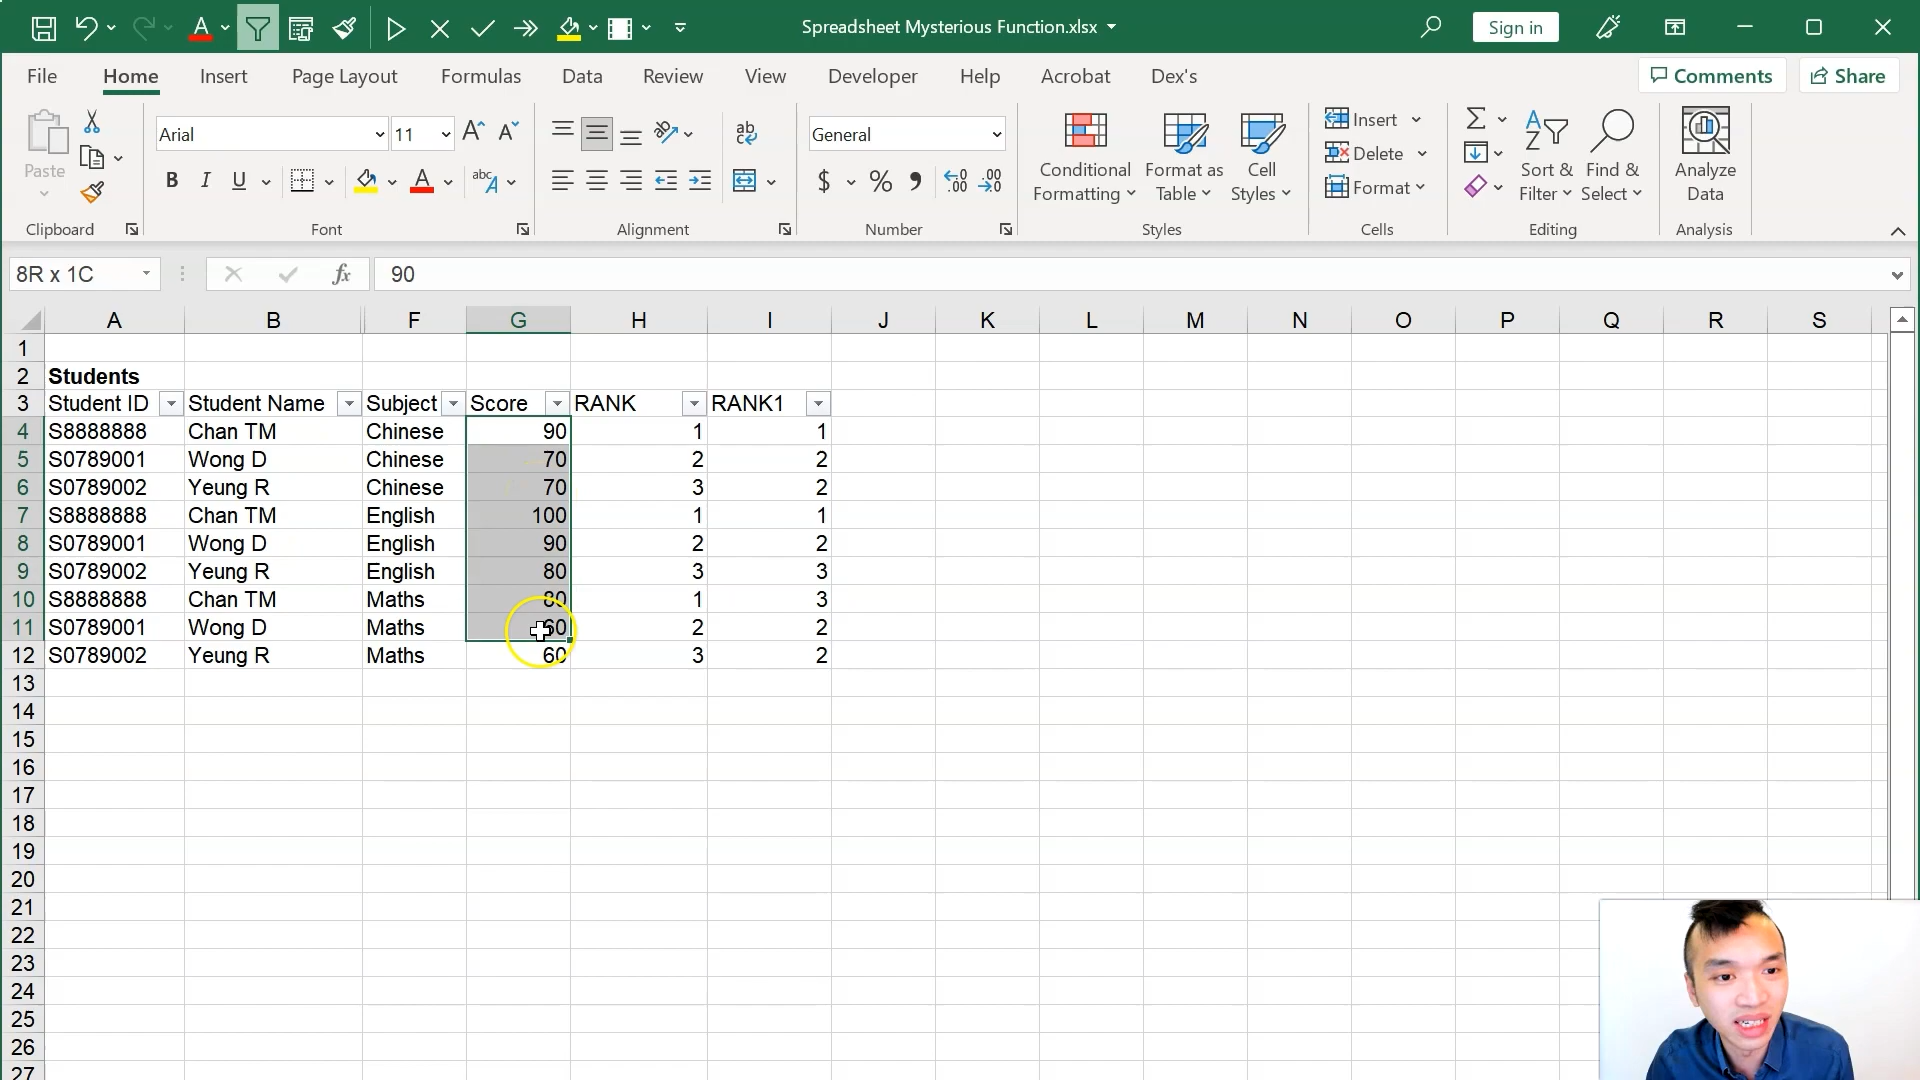 Spreadsheet Mysterious Function.xlsx
Sign in
File Home Insert Page Layout Formulas Data Review View Developer Help Acrobat Dex's
Comments Share
Paste
Clipboard
Arial 11
B I U
Font
ab
Alignment
General
$ %
Number
Conditional Formatting
Format as Table
Cell Styles
Styles
Insert
Delete
Format
Cells
Sort & Filter
Find & Select
Editing
Analyze Data
Analysis
8R x 1C fx 90
A B F G H I J K L M N O P Q R S
1
2 Students
3 Student ID Student Name Subject Score RANK RANK1
4 S8888888 Chan TM Chinese 90 1 1
5 S0789001 Wong D Chinese 70 2 2
6 S0789002 Yeung R Chinese 70 3 2
7 S8888888 Chan TM English 100 1 1
8 S0789001 Wong D English 90 2 2
9 S0789002 Yeung R English 80 3 3
10 S8888888 Chan TM Maths 80 1 3
11 S0789001 Wong D Maths 60 2 2
12 S0789002 Yeung R Maths 60 3 2
13
14
15
16
17
18
19
20
21
22
23
24
25
26
27